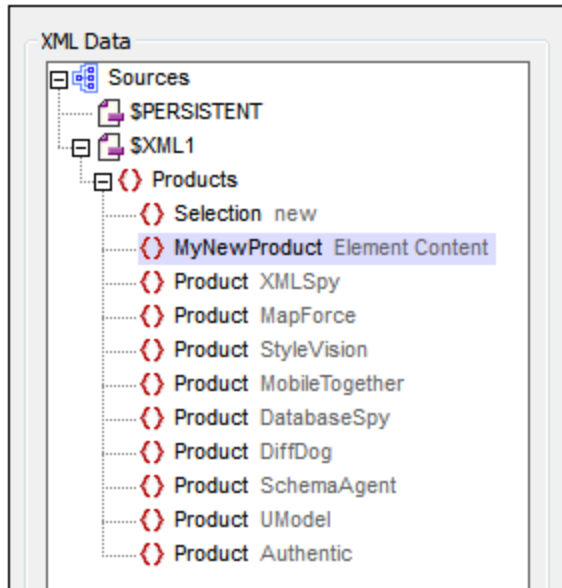 XML Data
Sources
$PERSISTENT
$XML1
Products
Selection new
MyNewProduct Element Content
Product XMLSpy
Product MapForce
Product StyleVision
Product MobileTogether
Product DatabaseSpy
Product DiffDog
Product SchemaAgent
Product UModel
Product Authentic